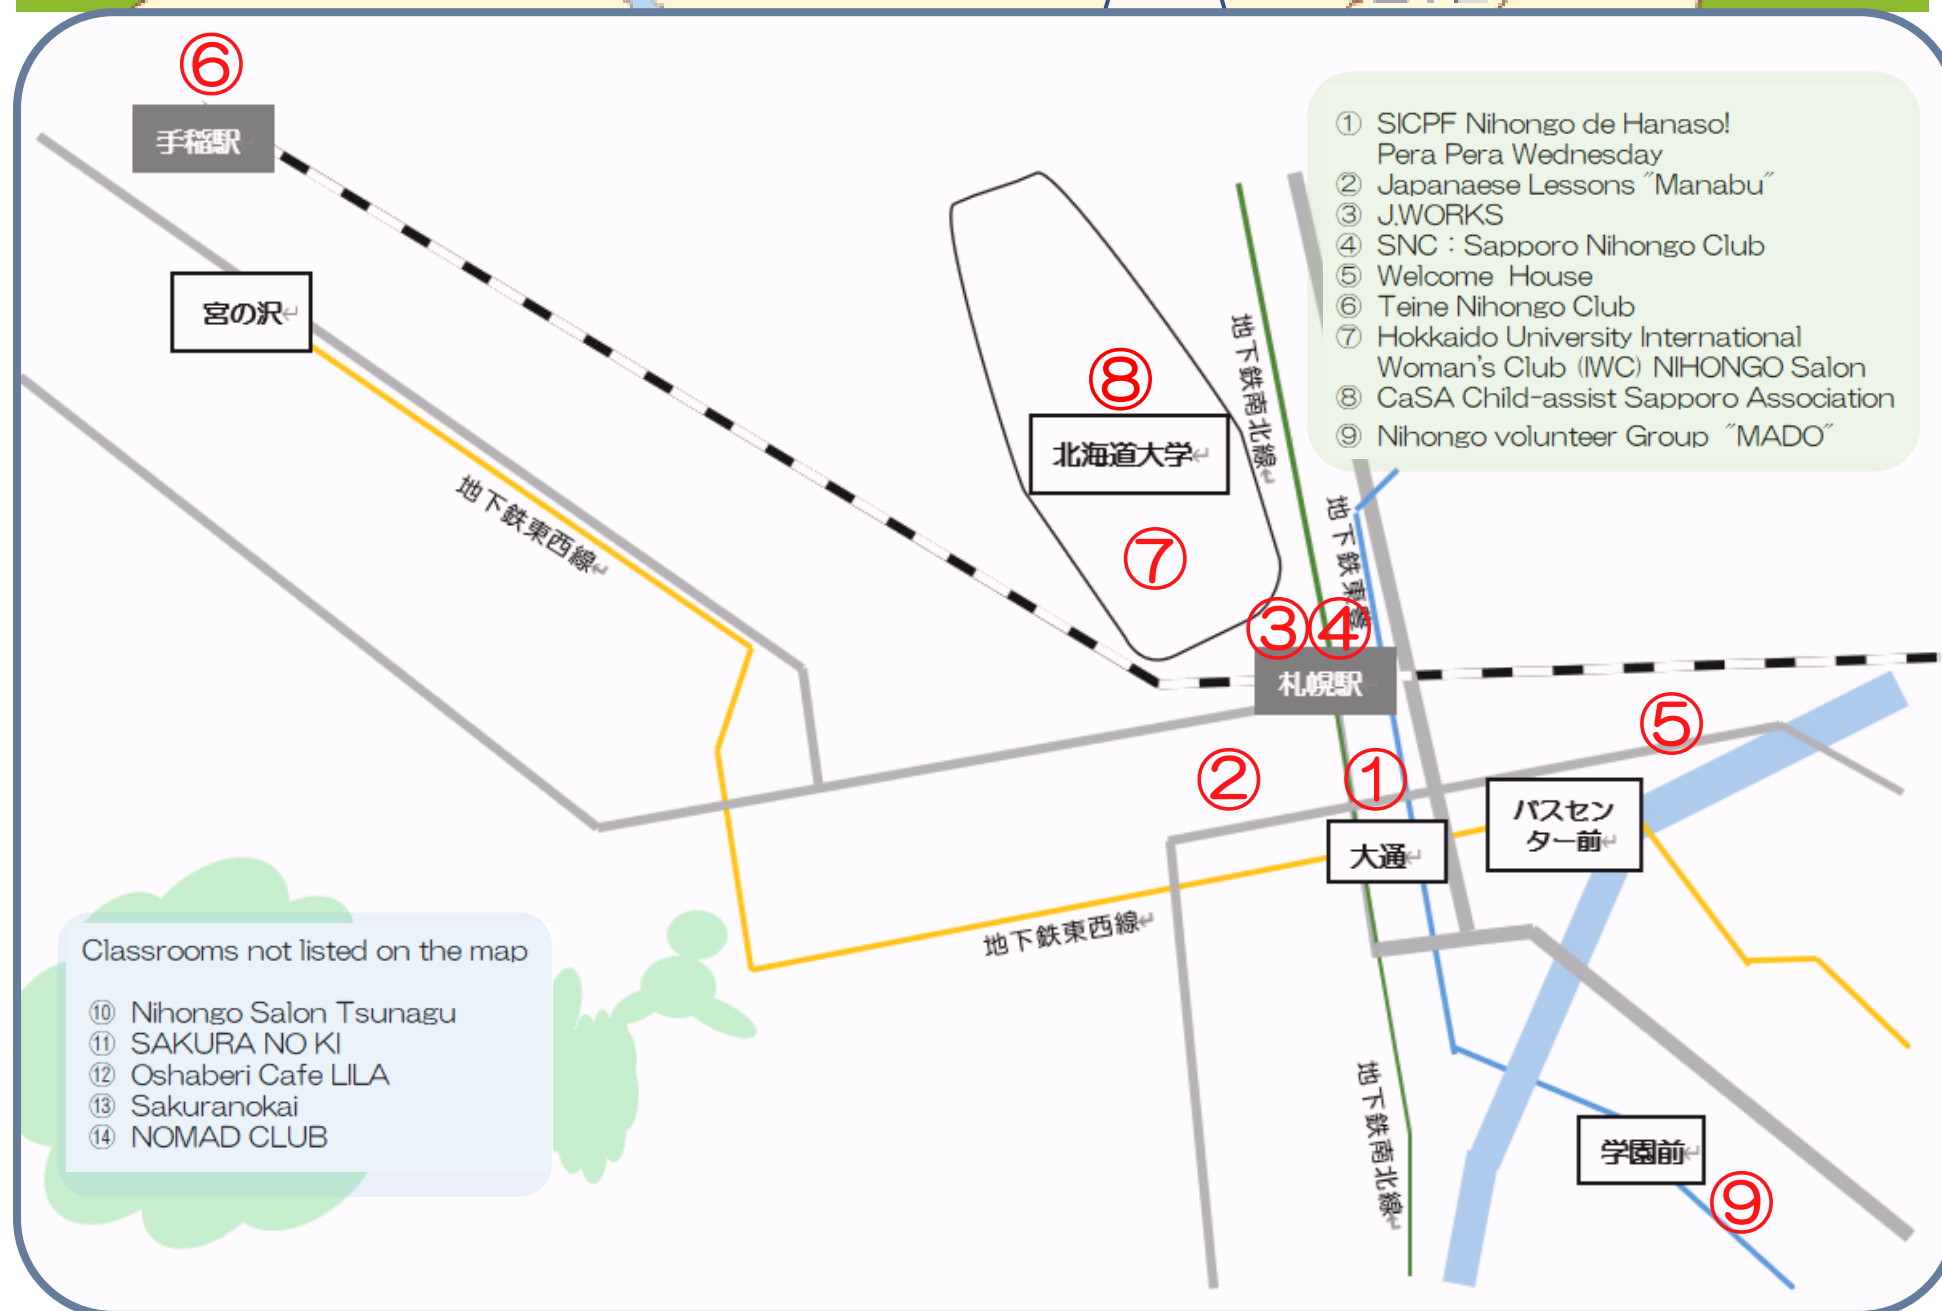 ⑥
手稲駅
① SICPF Nihongo de Hanaso!
Pera Pera Wednesday
② Japanaese Lessons ˝Manabu˝
③ J.WORKS
④ SNC：Sapporo Nihongo Club
⑤ Welcome House
⑥ Teine Nihongo Club
⑦ Hokkaido University International
Woman's Club (IWC) NIHONGO Salon
⑧ CaSA Child-assist Sapporo Association
⑨ Nihongo volunteer Group ˝MADO˝
宮の沢
地下鉄南北線
⑧
北海道大学
地下鉄東西線
地下鉄東豊
⑦
③④
札幌駅
⑤
②
①
バスセン
ター前
大通
地下鉄東西線
Classrooms not listed on the map
⑩ Nihongo Salon Tsunagu
⑪ SAKURA NO KI
⑫ Oshaberi Cafe LILA
⑬ Sakuranokai
⑭ NOMAD CLUB
地下鉄南北線
学園前
⑨